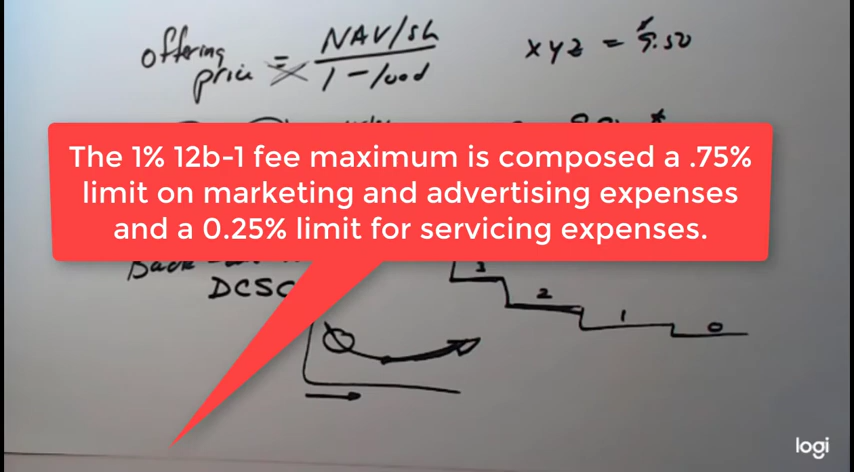 offering price = NAV/sh
1 - load
xyz = $9.50
The 1% 12b-1 fee maximum is composed a .75%
limit on marketing and advertising expenses
and a 0.25% limit for servicing expenses.
Back
DCSC
3
2
1
0
logi